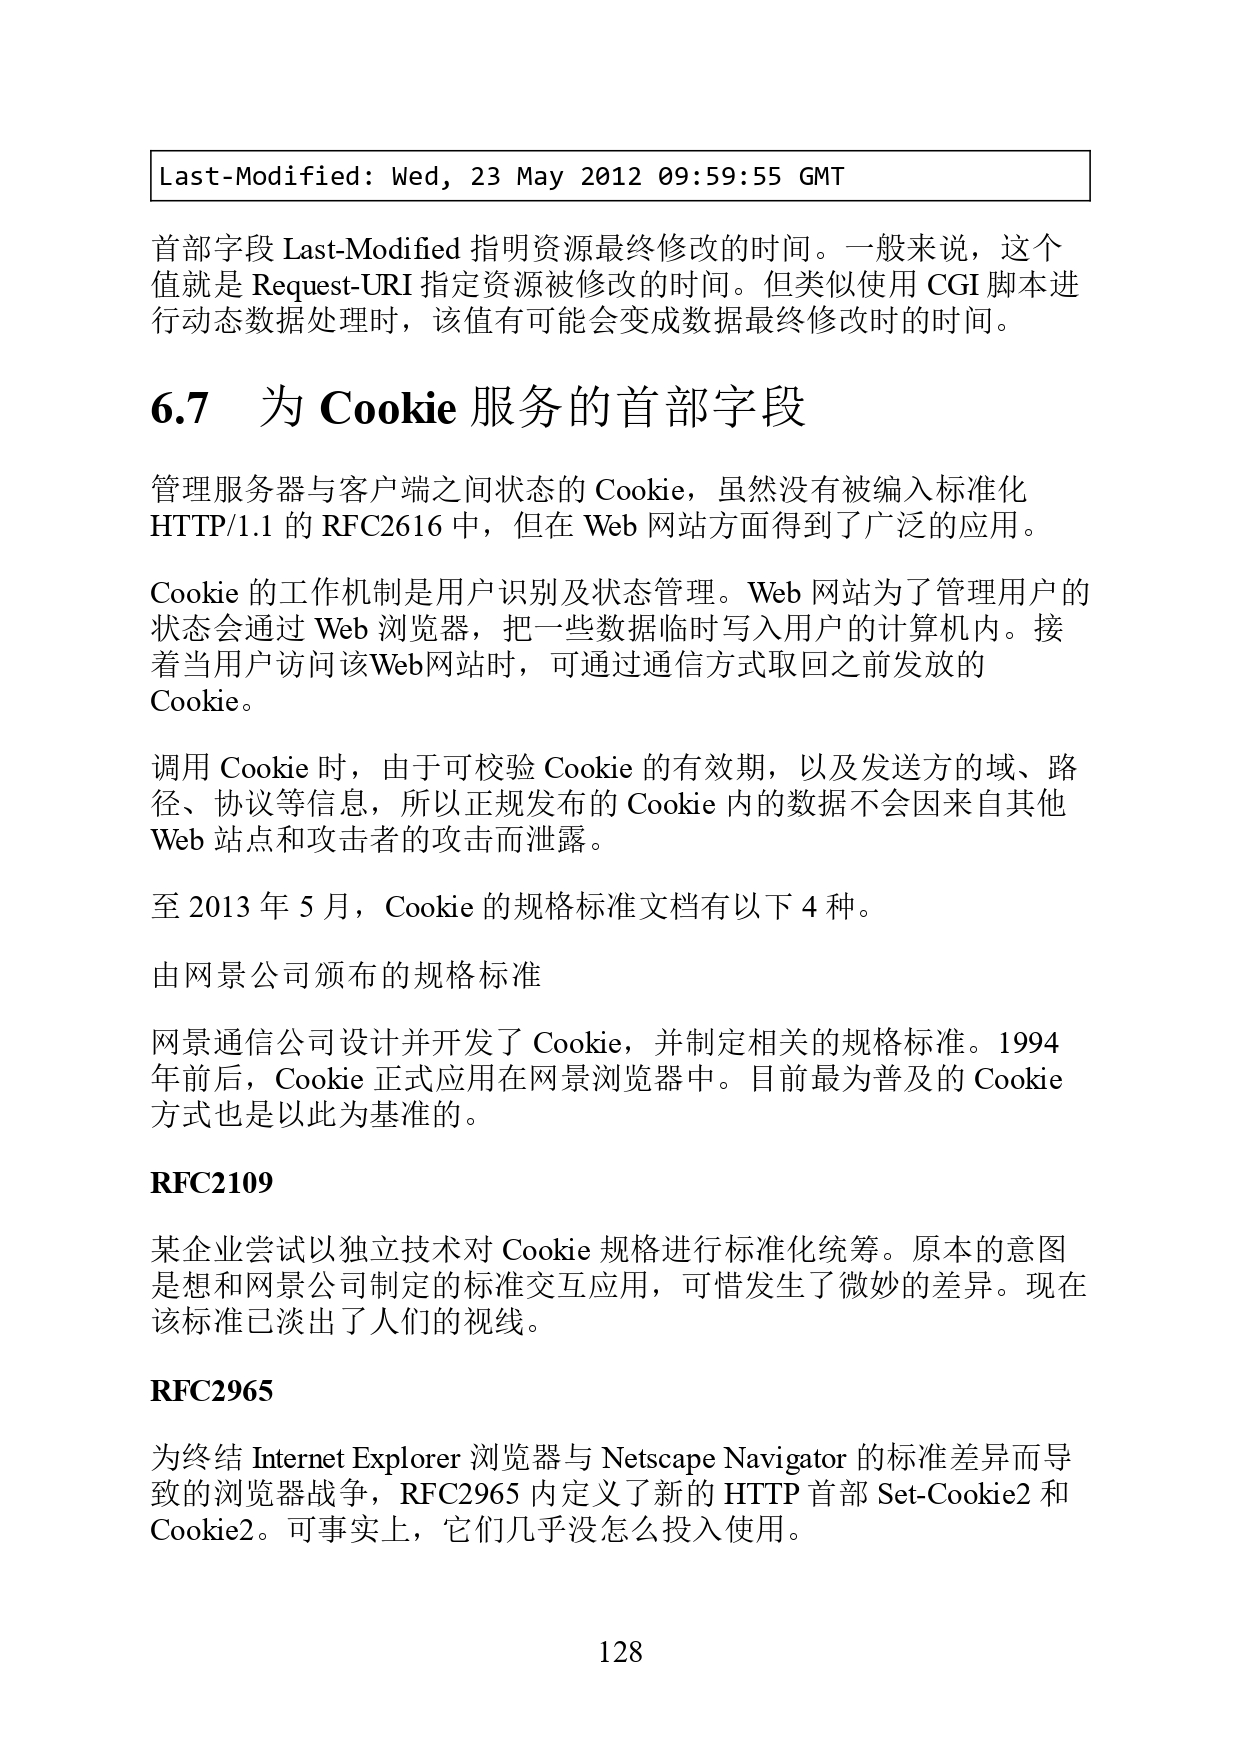 Last-Modified: Wed, 23 May 2012 09:59:55 GMT
首部字段 Last-Modified 指明资源最终修改的时间。一般来说，这个
值就是 Request-URI 指定资源被修改的时间。但类似使用 CGI 脚本进
行动态数据处理时，该值有可能会变成数据最终修改时的时间。
6.7 为 Cookie 服务的首部字段
管理服务器与客户端之间状态的 Cookie，虽然没有被编入标准化
HTTP/1.1 的 RFC2616 中，但在 Web 网站方面得到了广泛的应用。
Cookie 的工作机制是用户识别及状态管理。Web 网站为了管理用户的
状态会通过 Web 浏览器，把一些数据临时写入用户的计算机内。接
着当用户访问该Web网站时，可通过通信方式取回之前发放的
Cookie。
调用 Cookie 时，由于可校验 Cookie 的有效期，以及发送方的域、路
径、协议等信息，所以正规发布的 Cookie 内的数据不会因来自其他
Web 站点和攻击者的攻击而泄露。
至 2013 年 5 月，Cookie 的规格标准文档有以下 4 种。
由网景公司颁布的规格标准
网景通信公司设计并开发了 Cookie，并制定相关的规格标准。1994
年前后，Cookie 正式应用在网景浏览器中。目前最为普及的 Cookie
方式也是以此为基准的。
RFC2109
某企业尝试以独立技术对 Cookie 规格进行标准化统筹。原本的意图
是想和网景公司制定的标准交互应用，可惜发生了微妙的差异。现在
该标准已淡出了人们的视线。
RFC2965
为终结 Internet Explorer 浏览器与 Netscape Navigator 的标准差异而导
致的浏览器战争，RFC2965 内定义了新的 HTTP 首部 Set-Cookie2 和
Cookie2。可事实上，它们几乎没怎么投入使用。
128